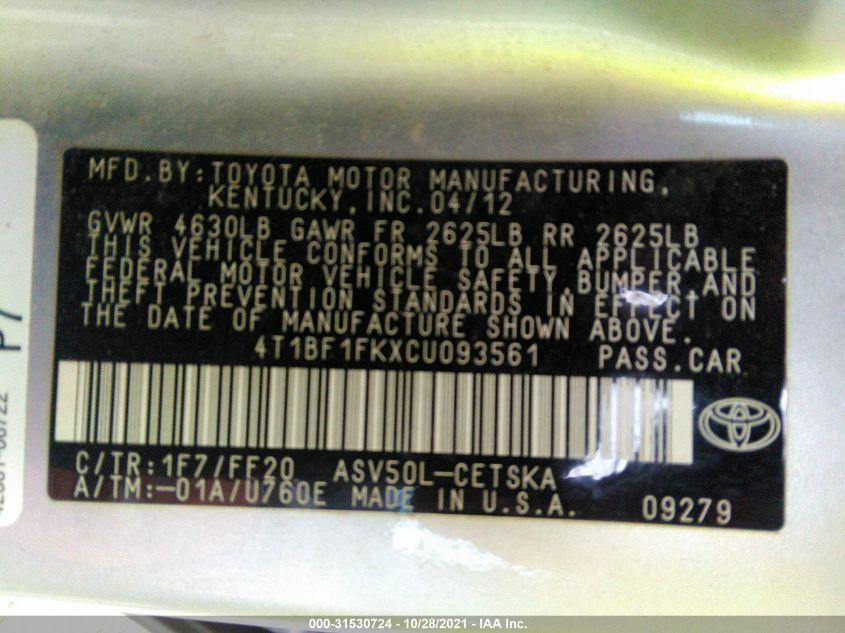 MFD.BY:TOYOTA MOTOR MANUFACTURING,
KENTUCKY,INC.04/12
GVWR 4630LB GAWR FR 2625LB RR 2625LB
THIS VEHICLE CONFORMS TO ALL APPLICABLE
FEDERAL MOTOR VEHICLE SAFETY,BUMPER,AND
THEFT PREVENTION STANDARDS IN EFFECT ON
THE DATE OF MANUFACTURE SHOWN ABOVE.
4T1BF1FKXCU093561 PASS.CAR
C/TR:1F7/FF20 ASV50L-CETSKA
A/TM:-01A/U760E MADE IN U.S.A. 09279
P7
000-31530724 - 10/28/2021 - IAA Inc.